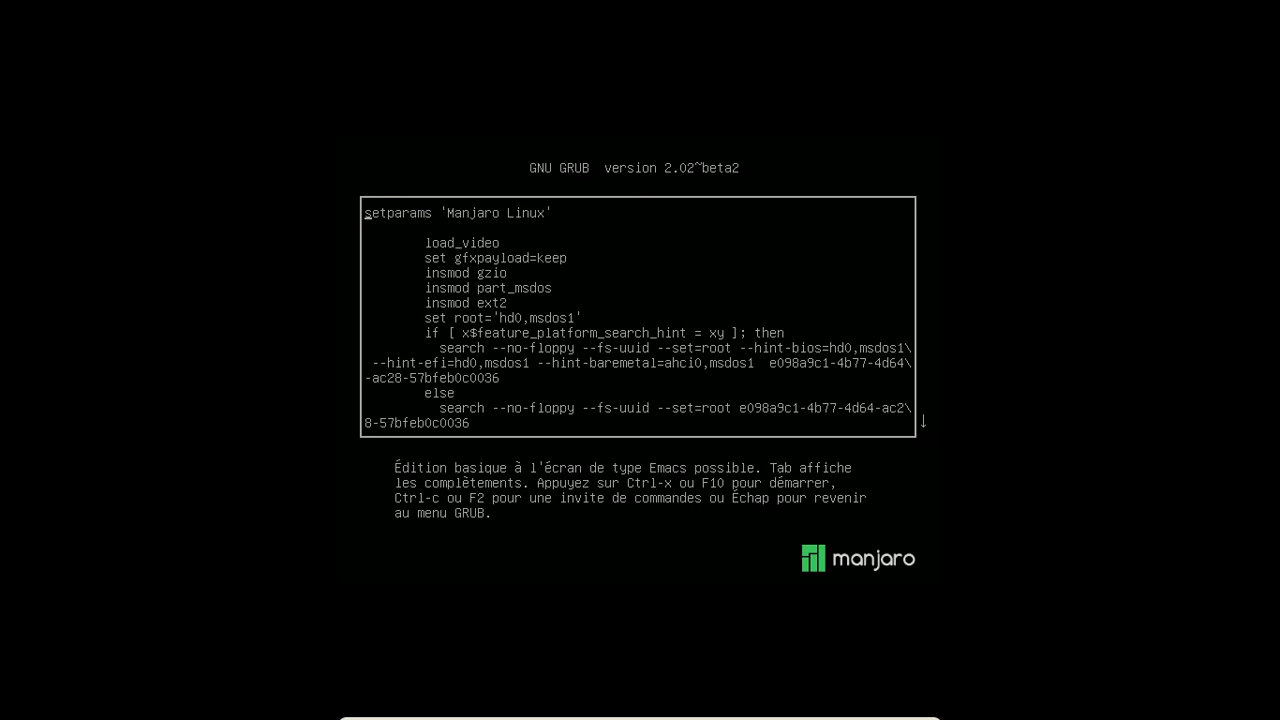 GNU GRUB  version 2.02~beta2
setparams 'Manjaro Linux'
load_video
set gfxpayload=keep
insmod gzio
insmod part_msdos
insmod ext2
set root='hd0,msdos1'
if [ x$feature_platform_search_hint = xy ]; then
search --no-floppy --fs-uuid --set=root --hint-bios=hd0,msdos1\
--hint-efi=hd0,msdos1 --hint-baremetal=ahci0,msdos1  e098a9c1-4b77-4d64\
-ac28-57bfeb0c0036
else
search --no-floppy --fs-uuid --set=root e098a9c1-4b77-4d64-ac2\
8-57bfeb0c0036
↓
Édition basique à l'écran de type Emacs possible. Tab affiche
les complètements. Appuyez sur Ctrl-x ou F10 pour démarrer,
Ctrl-c ou F2 pour une invite de commandes ou Échap pour revenir
au menu GRUB.
manjaro